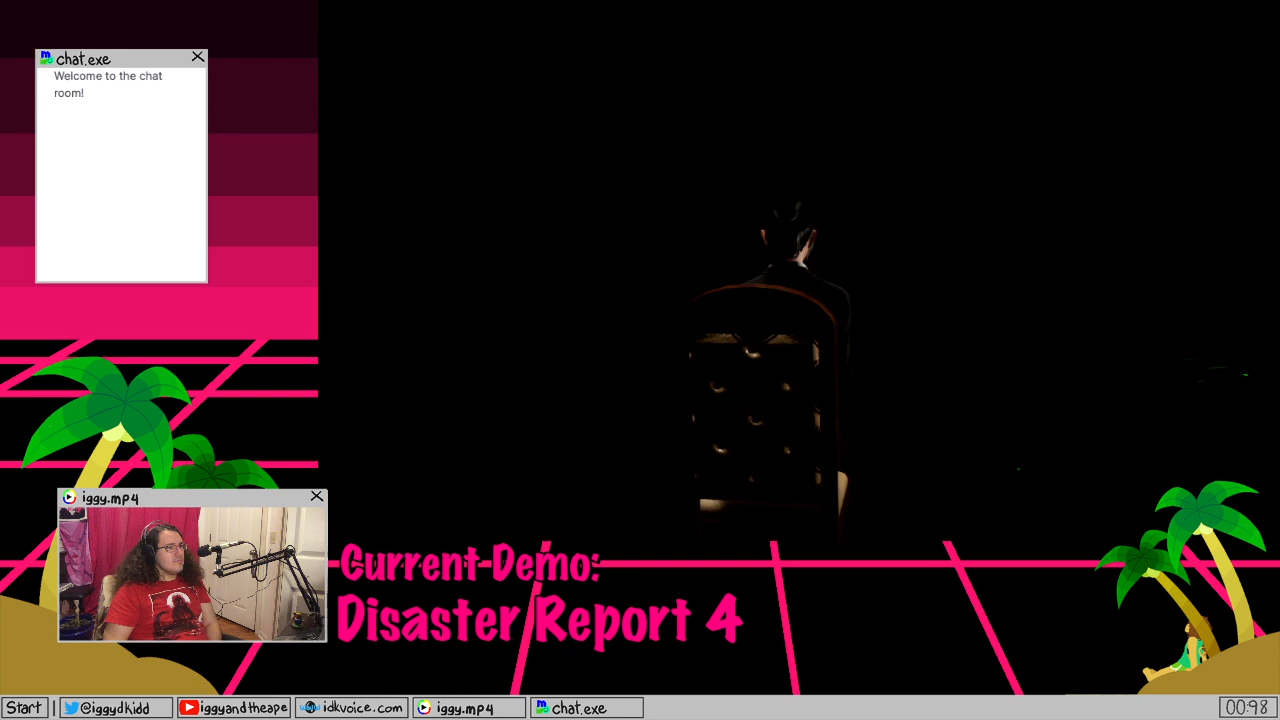 chat.exe
Welcome to the chat
room!
iggy.mp4
Current Demo:
Disaster Report 4
Start | @iggydkidd iggyandtheape idkvoice.com iggy.mp4 chat.exe 00:98